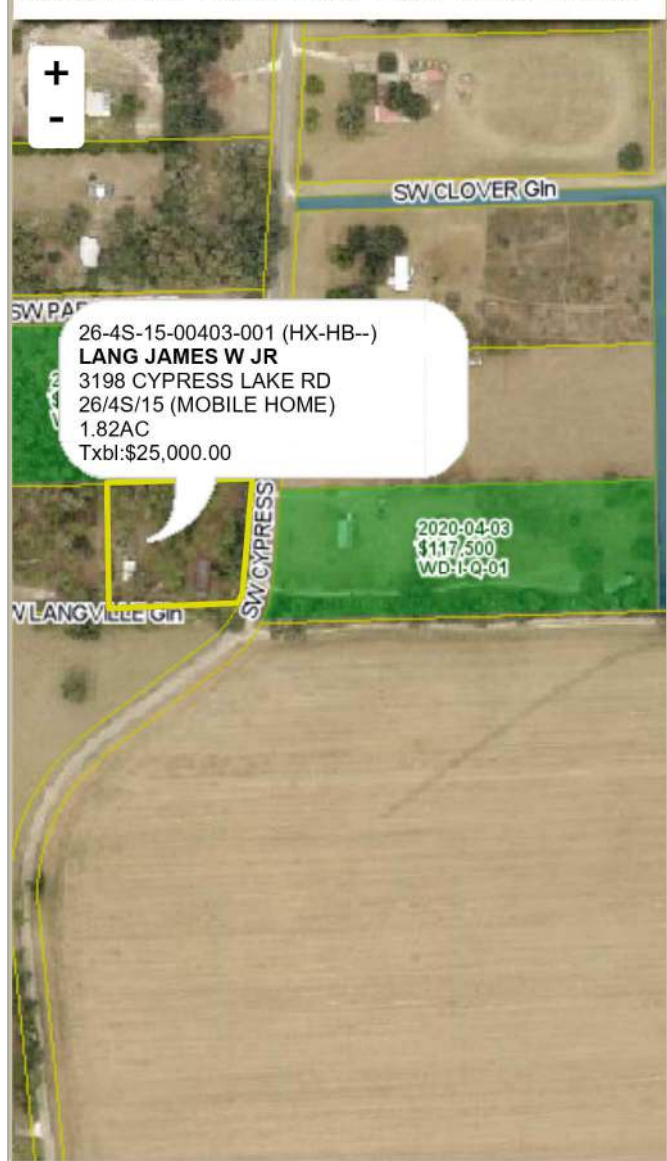 +
-
SW CLOVER Gln
SW PA
26-4S-15-00403-001 (HX-HB--)
LANG JAMES W JR
3198 CYPRESS LAKE RD
26/4S/15 (MOBILE HOME)
1.82AC
Txbl:$25,000.00
2
$
SW CYPRESS
2020-04-03
$117,500
WD-I-Q-01
W LANGVILLE Gln